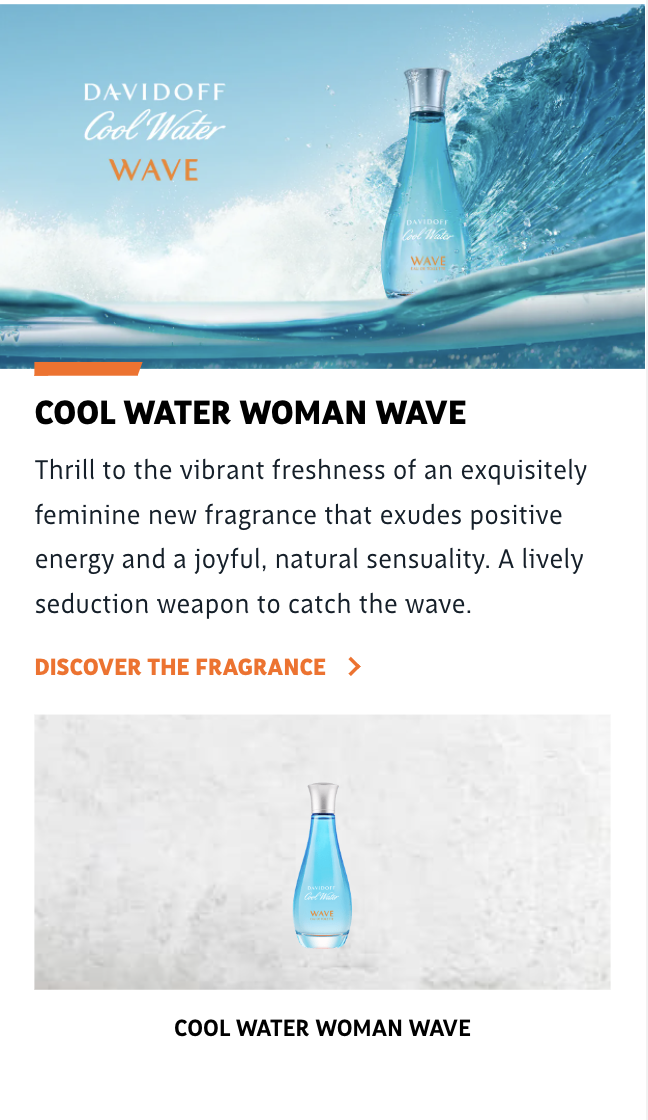 DAVIDOFF
Cool Water
WAVE
DAVIDOFF
Cool Water
WAVE
COOL WATER WOMAN WAVE
Thrill to the vibrant freshness of an exquisitely
feminine new fragrance that exudes positive
energy and a joyful, natural sensuality. A lively
seduction weapon to catch the wave.
DISCOVER THE FRAGRANCE
DAVIDOFF
Cool Water
WAVE
COOL WATER WOMAN WAVE